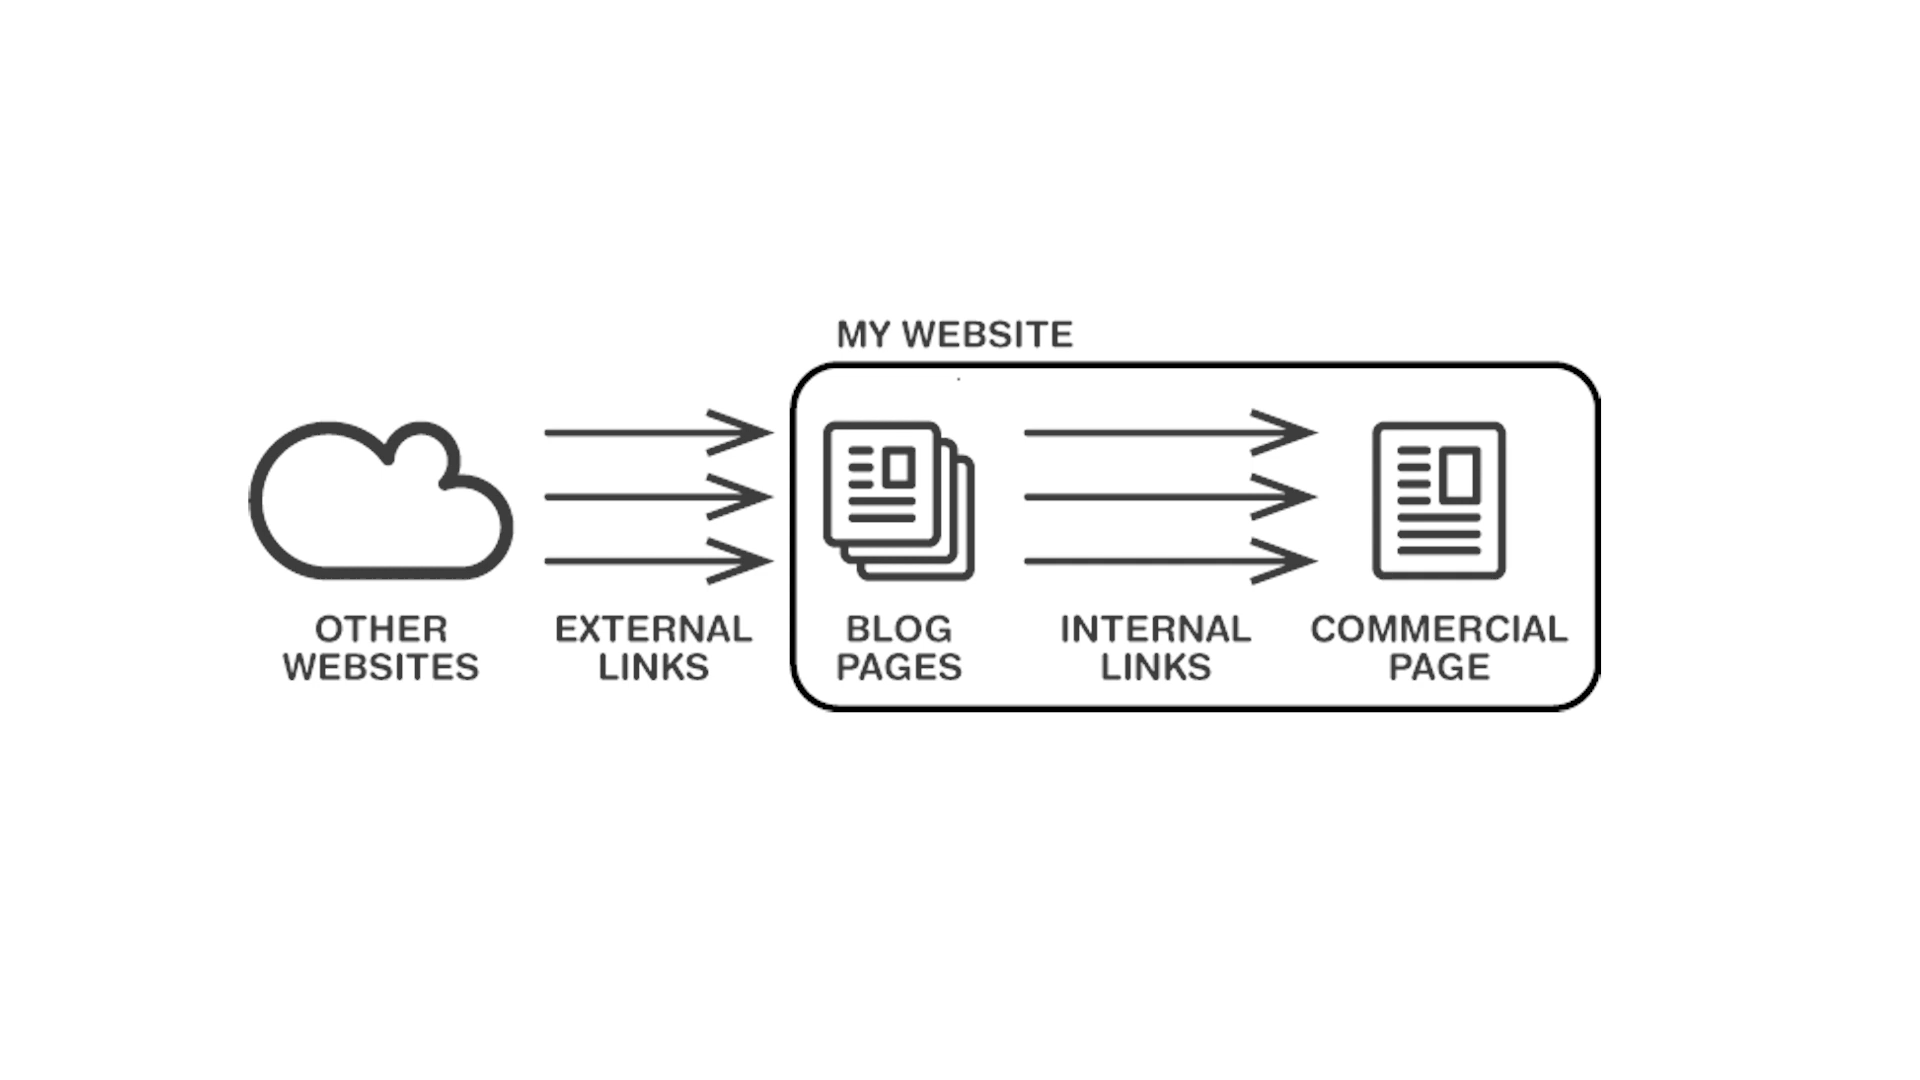 MY WEBSITE
OTHER
WEBSITES
EXTERNAL
LINKS
BLOG
PAGES
INTERNAL
LINKS
COMMERCIAL
PAGE